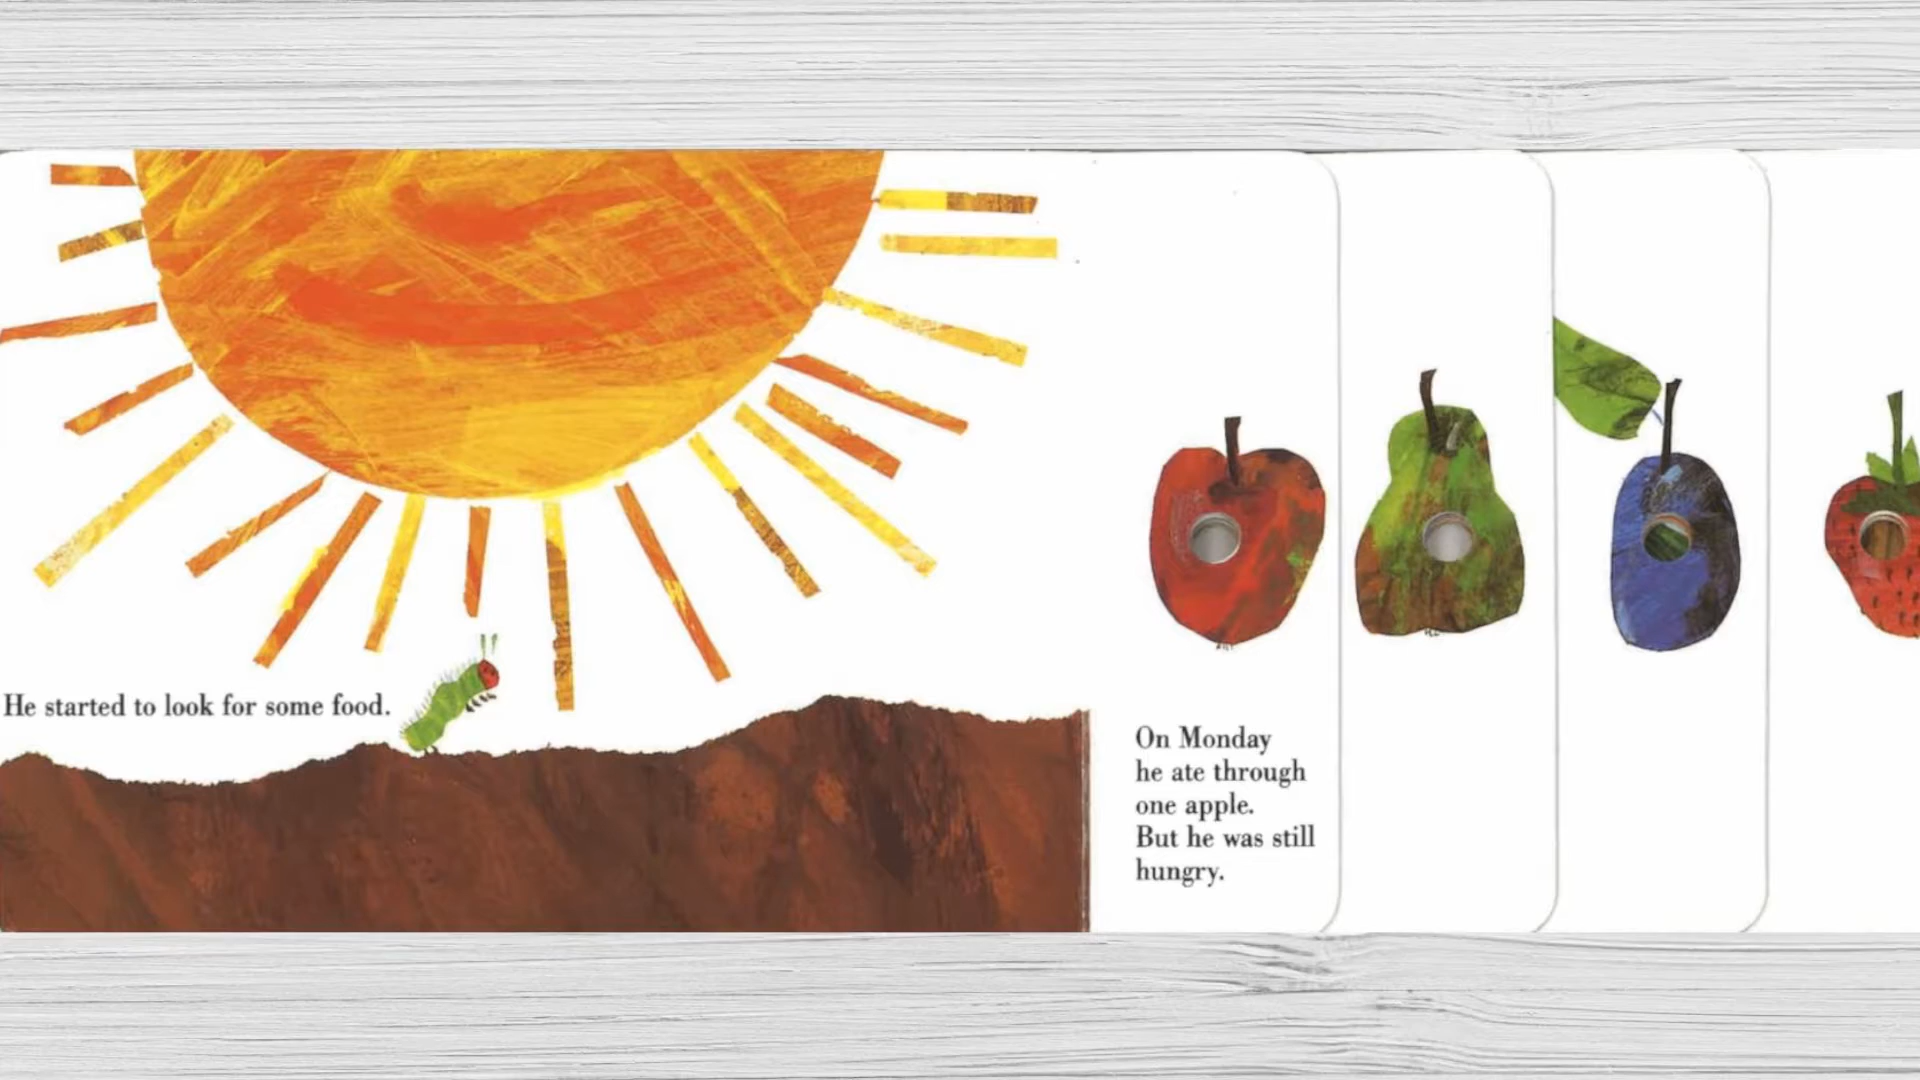 He started to look for some food.
On Monday
he ate through
one apple.
But he was still
hungry.